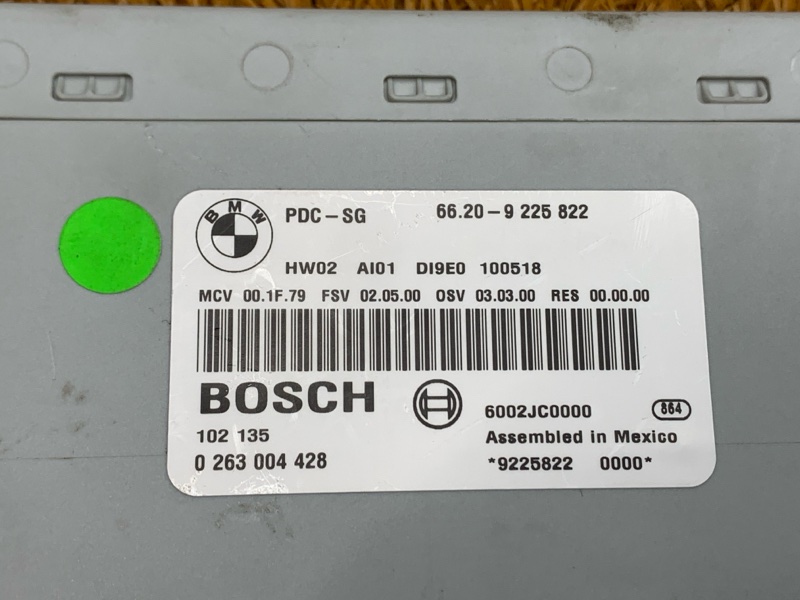 BMW PDC-SG 66.20-9 225 822
HW02 AI01 DI9E0 100518
MCV 00.1F.79 FSV 02.05.00 OSV 03.03.00 RES 00.00.00
BOSCH
6002JC0000 864
102 135 Assembled in Mexico
0 263 004 428 *9225822 0000*